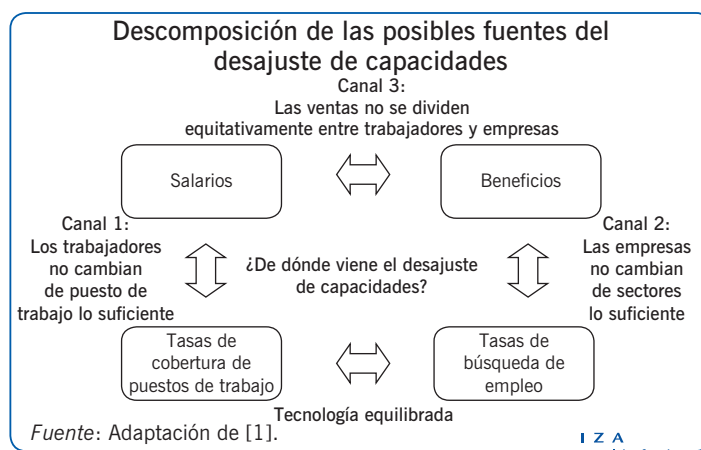 Descomposición de las posibles fuentes del
desajuste de capacidades
Canal 3:
Las ventas no se dividen
equitativamente entre trabajadores y empresas
Salarios
Beneficios
Canal 1:
Los trabajadores
no cambian
de puesto de
trabajo lo suficiente
¿De dónde viene el desajuste
de capacidades?
Canal 2:
Las empresas
no cambian
de sectores
lo suficiente
Tasas de
cobertura de
puestos de trabajo
Tasas de
búsqueda de
empleo
Tecnología equilibrada
Fuente: Adaptación de [1].
I Z A